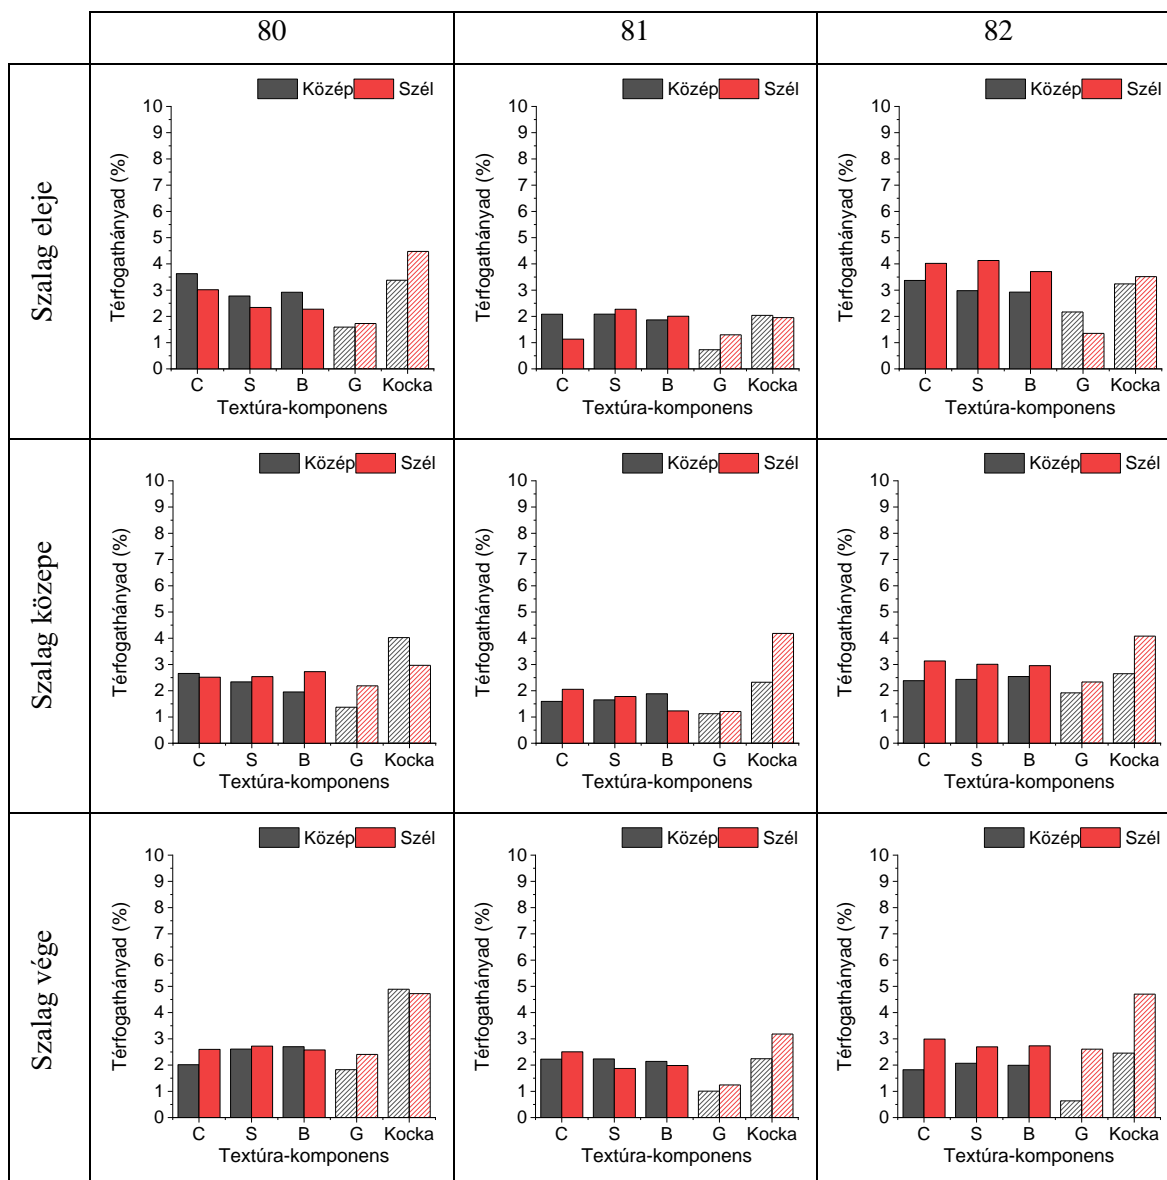 80 81 82
Szalag eleje
Közép Szél
Térfogathányad (%)
10
9
8
7
6
5
4
3
2
1
0
C S B G Kocka
Textúra-komponens
Közép Szél
Térfogathányad (%)
10
9
8
7
6
5
4
3
2
1
0
C S B G Kocka
Textúra-komponens
Közép Szél
Térfogathányad (%)
10
9
8
7
6
5
4
3
2
1
0
C S B G Kocka
Textúra-komponens
Szalag közepe
Közép Szél
Térfogathányad (%)
10
9
8
7
6
5
4
3
2
1
0
C S B G Kocka
Textúra-komponens
Közép Szél
Térfogathányad (%)
10
9
8
7
6
5
4
3
2
1
0
C S B G Kocka
Textúra-komponens
Közép Szél
Térfogathányad (%)
10
9
8
7
6
5
4
3
2
1
0
C S B G Kocka
Textúra-komponens
Szalag vége
Közép Szél
Térfogathányad (%)
10
9
8
7
6
5
4
3
2
1
0
C S B G Kocka
Textúra-komponens
Közép Szél
Térfogathányad (%)
10
9
8
7
6
5
4
3
2
1
0
C S B G Kocka
Textúra-komponens
Közép Szél
Térfogathányad (%)
10
9
8
7
6
5
4
3
2
1
0
C S B G Kocka
Textúra-komponens